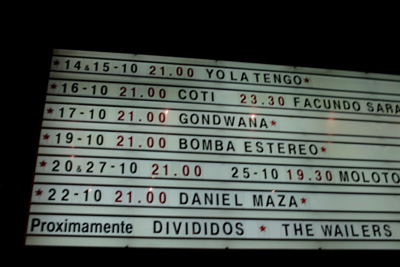 *14&15-10 21.00 YO LA TENGO*
*16-10 21.00 COTI 23.30 FACUNDO SARA
*17-10 21.00 GONDWANA*
*19-10 21.00 BOMBA ESTEREO*
*20&27-10 21.00 25-10 19.30 MOLOTO
*22-10 21.00 DANIEL MAZA*
Proximamente DIVIDIDOS * THE WAILERS